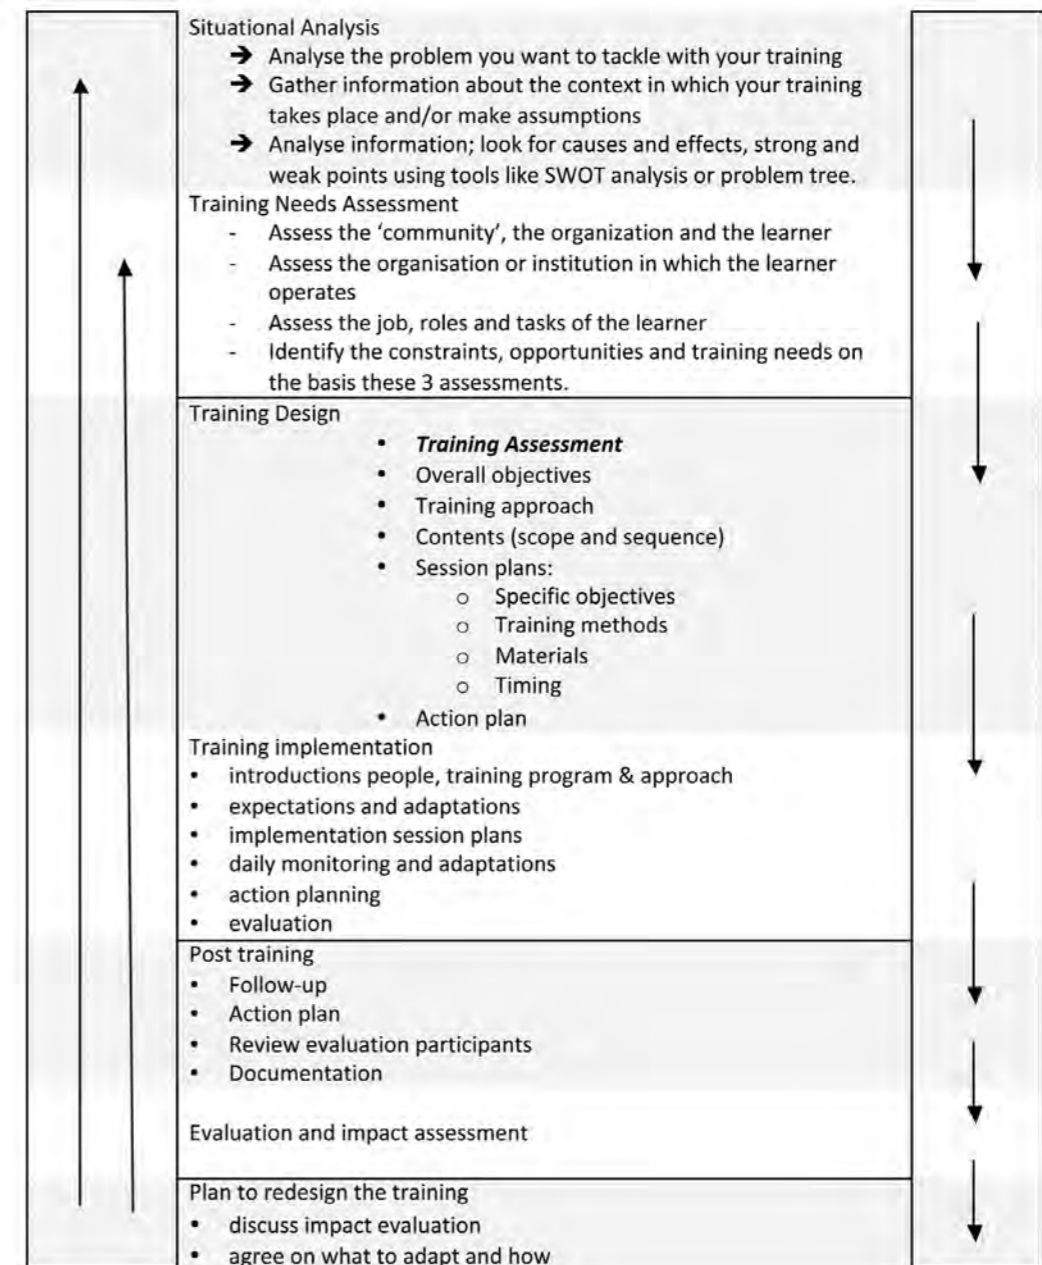 Situational Analysis
➔ Analyse the problem you want to tackle with your training
➔ Gather information about the context in which your training
takes place and/or make assumptions
➔ Analyse information; look for causes and effects, strong and
weak points using tools like SWOT analysis or problem tree.
Training Needs Assessment
- Assess the ‘community’, the organization and the learner
- Assess the organisation or institution in which the learner
operates
- Assess the job, roles and tasks of the learner
- Identify the constraints, opportunities and training needs on
the basis these 3 assessments.
Training Design
• Training Assessment
• Overall objectives
• Training approach
• Contents (scope and sequence)
• Session plans:
o Specific objectives
o Training methods
o Materials
o Timing
• Action plan
Training implementation
• introductions people, training program & approach
• expectations and adaptations
• implementation session plans
• daily monitoring and adaptations
• action planning
• evaluation
Post training
• Follow-up
• Action plan
• Review evaluation participants
• Documentation
Evaluation and impact assessment
Plan to redesign the training
• discuss impact evaluation
• agree on what to adapt and how